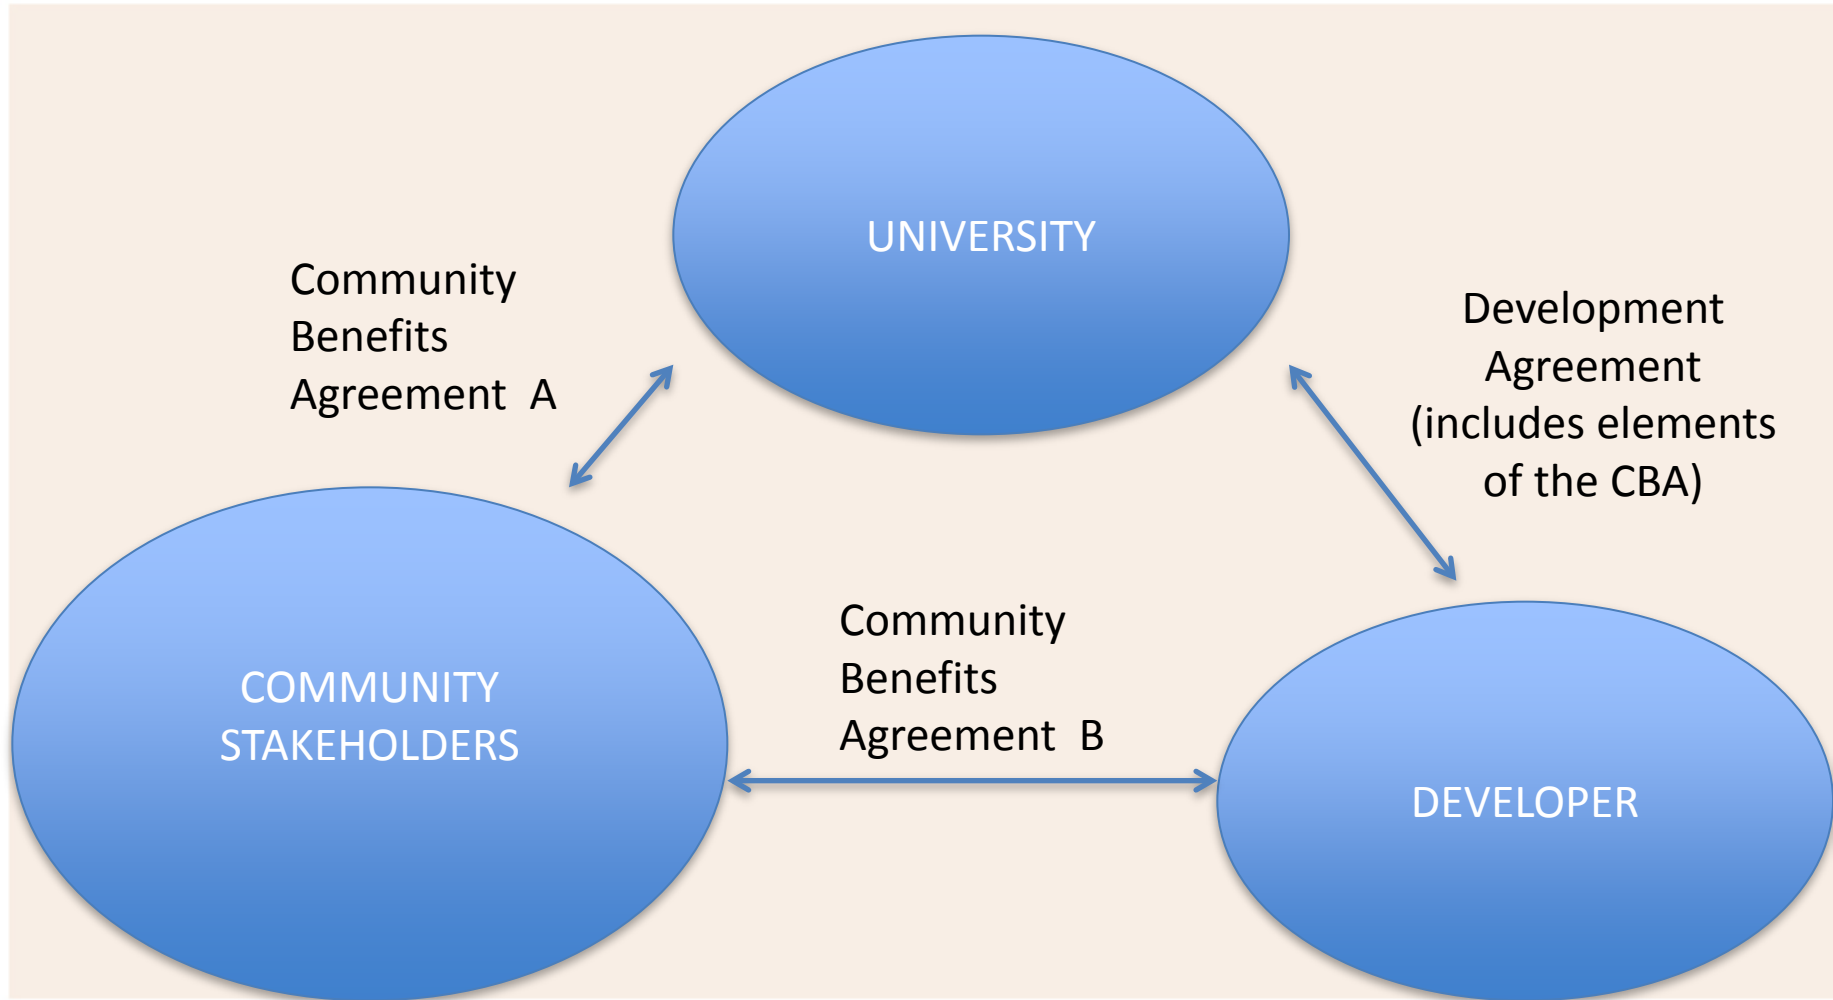 UNIVERSITY
Community
Benefits
Agreement  A
Development
Agreement
(includes elements
of the CBA)
Community
Benefits
Agreement  B
COMMUNITY
STAKEHOLDERS
DEVELOPER